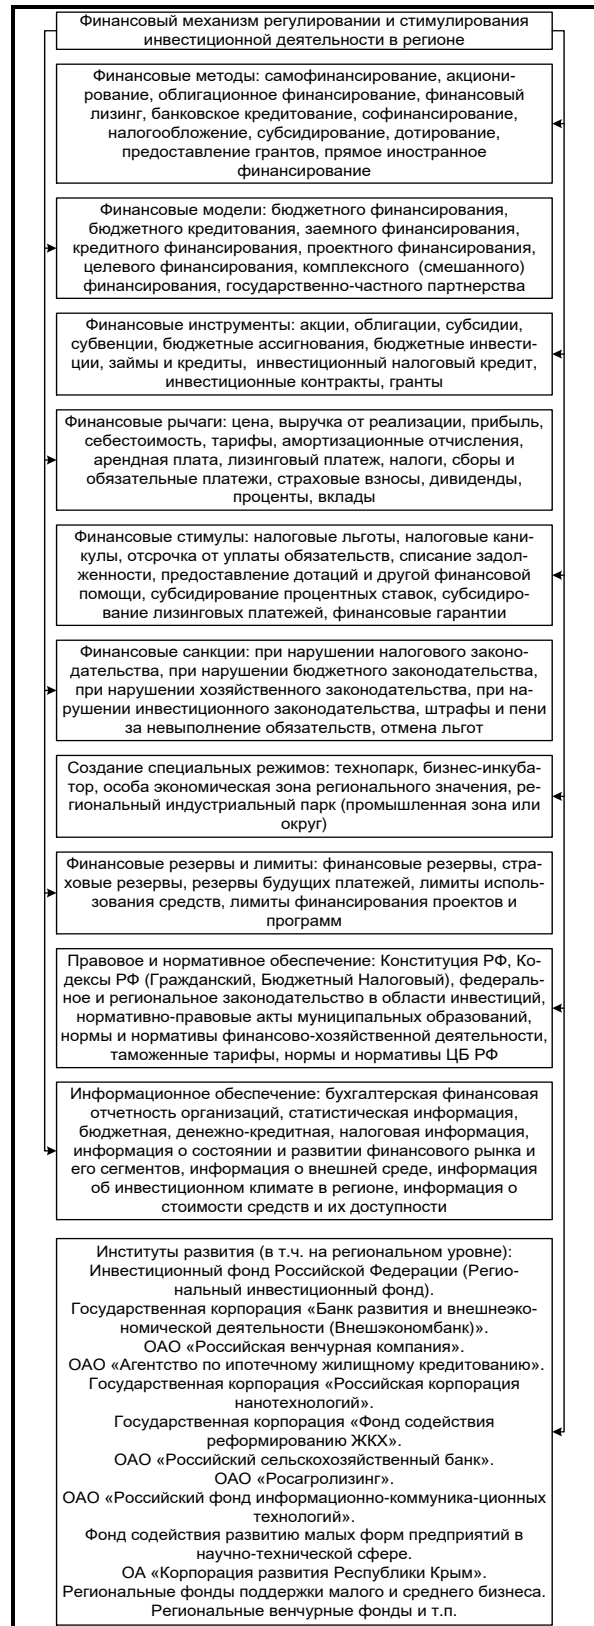 Финансовый механизм регулировании и стимулирования
инвестиционной деятельности в регионе
Финансовые методы: самофинансирование, акциони-
рование, облигационное финансирование, финансовый
лизинг, банковское кредитование, софинансирование,
налогообложение, субсидирование, дотирование,
предоставление грантов, прямое иностранное
финансирование
Финансовые модели: бюджетного финансирования,
бюджетного кредитования, заемного финансирования,
кредитного финансирования, проектного финансирования,
целевого финансирования, комплексного (смешанного)
финансирования, государственно-частного партнерства
Финансовые инструменты: акции, облигации, субсидии,
субвенции, бюджетные ассигнования, бюджетные инвести-
ции, займы и кредиты, инвестиционный налоговый кредит,
инвестиционные контракты, гранты
Финансовые рычаги: цена, выручка от реализации, прибыль,
себестоимость, тарифы, амортизационные отчисления,
арендная плата, лизинговый платеж, налоги, сборы и
обязательные платежи, страховые взносы, дивиденды,
проценты, вклады
Финансовые стимулы: налоговые льготы, налоговые кани-
кулы, отсрочка от уплаты обязательств, списание задол-
женности, предоставление дотаций и другой финансовой
помощи, субсидирование процентных ставок, субсидиро-
вание лизинговых платежей, финансовые гарантии
Финансовые санкции: при нарушении налогового законо-
дательства, при нарушении бюджетного законодательства,
при нарушении хозяйственного законодательства, при на-
рушении инвестиционного законодательства, штрафы и пени
за невыполнение обязательств, отмена льгот
Создание специальных режимов: технопарк, бизнес-инкуба-
тор, особа экономическая зона регионального значения, ре-
гиональный индустриальный парк (промышленная зона или
округ)
Финансовые резервы и лимиты: финансовые резервы, стра-
ховые резервы, резервы будущих платежей, лимиты исполь-
зования средств, лимиты финансирования проектов и
программ
Правовое и нормативное обеспечение: Конституция РФ, Ко-
дексы РФ (Гражданский, Бюджетный Налоговый), федераль-
ное и региональное законодательство в области инвестиций,
нормативно-правовые акты муниципальных образований,
нормы и нормативы финансово-хозяйственной деятельности,
таможенные тарифы, нормы и нормативы ЦБ РФ
Информационное обеспечение: бухгалтерская финансовая
отчетность организаций, статистическая информация,
бюджетная, денежно-кредитная, налоговая информация,
информация о состоянии и развитии финансового рынка и
его сегментов, информация о внешней среде, информация
об инвестиционном климате в регионе, информация о
стоимости средств и их доступности
Институты развития (в т.ч. на региональном уровне):
Инвестиционный фонд Российской Федерации (Регио-
нальный инвестиционный фонд).
Государственная корпорация «Банк развития и внешнеэко-
номической деятельности (Внешэкономбанк)».
ОАО «Российская венчурная компания».
ОАО «Агентство по ипотечному жилищному кредитованию».
Государственная корпорация «Российская корпорация
нанотехнологий».
Государственная корпорация «Фонд содействия
реформированию ЖКХ».
ОАО «Российский сельскохозяйственный банк».
ОАО «Росагролизинг».
ОАО «Российский фонд информационно-коммуника-ционных
технологий».
Фонд содействия развитию малых форм предприятий в
научно-технической сфере.
ОА «Корпорация развития Республики Крым».
Региональные фонды поддержки малого и среднего бизнеса.
Региональные венчурные фонды и т.п.